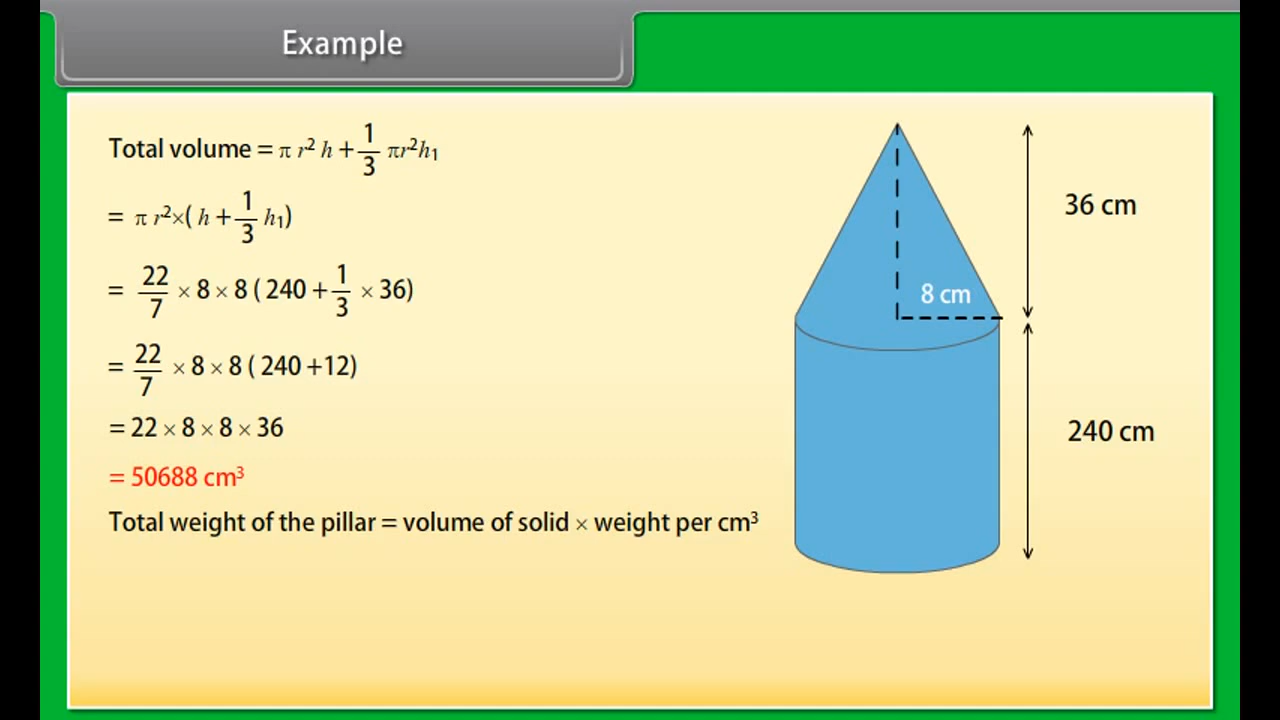 Example
Total volume = π r² h + 1/3 πr²h₁
= π r²×( h + 1/3 h₁)
= 22/7 × 8 × 8 ( 240 + 1/3 × 36)
= 22/7 × 8 × 8 ( 240 +12)
= 22 × 8 × 8 × 36
= 50688 cm³
Total weight of the pillar = volume of solid × weight per cm³
36 cm
8 cm
240 cm